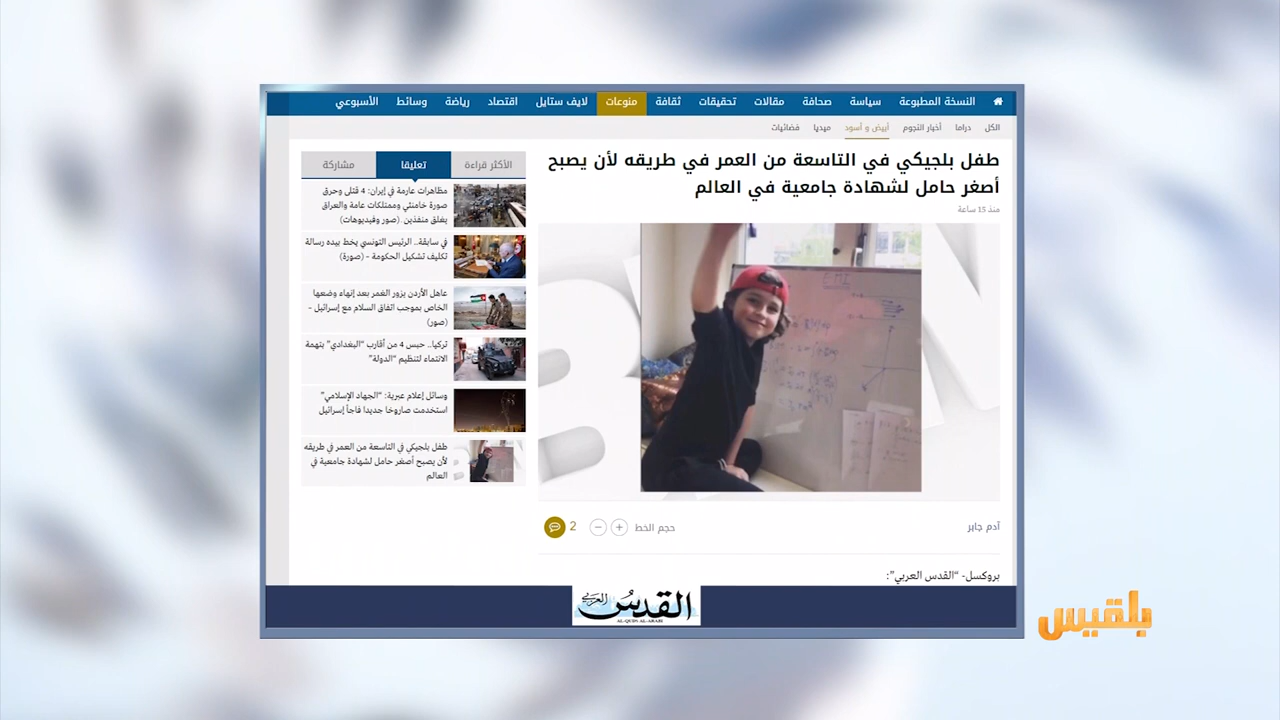 النسخة المطبوعة سياسة صحافة مقالات تحقيقات ثقافة منوعات لايف ستايل اقتصاد رياضة وسائط الأسبوعي
الكل دراما أخبار النجوم أبيض و أسود ميديا فضائيات
طفل بلجيكي في التاسعة من العمر في طريقه لأن يصبح
أصغر حامل لشهادة جامعية في العالم
منذ 15 ساعة
E-MI
آدم جابر
حجم الخط
2
بروكسل- “القدس العربي”:
الأكثر قراءة تعليقا مشاركة
مظاهرات عارمة في إيران: 4 قتلى وحرق
صورة خامنئي وممتلكات عامة والعراق
يغلق منفذين. (صور وفيديوهات)
في سابقة.. الرئيس التونسي يخط بيده رسالة
تكليف تشكيل الحكومة – (صورة)
عاهل الأردن يزور الغمر بعد إنهاء وضعها
الخاص بموجب اتفاق السلام مع إسرائيل –
(صور)
تركيا.. حبس 4 من أقارب “البغدادي” بتهمة
الانتماء لتنظيم “الدولة”
وسائل إعلام عبرية: “الجهاد الإسلامي”
استخدمت صاروخا جديدا فاجأ إسرائيل
طفل بلجيكي في التاسعة من العمر في طريقه
لأن يصبح أصغر حامل لشهادة جامعية في
العالم
القدس العربي
AL-QUDS AL-ARABI
بلقيس